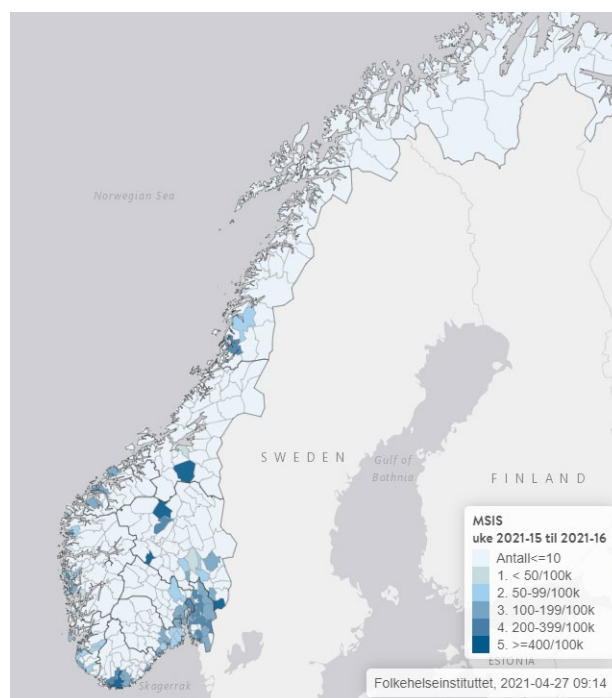 Norwegian Sea
SWEDEN
Gulf of
Bothnia
FINLAND
MSIS
uke 2021-15 til 2021-16
Antall<=10
1. < 50/100k
2. 50-99/100k
3. 100-199/100k
4. 200-399/100k
5. >=400/100k
ESTONIA
Skagerrak
Folkehelseinstituttet, 2021-04-27 09:14